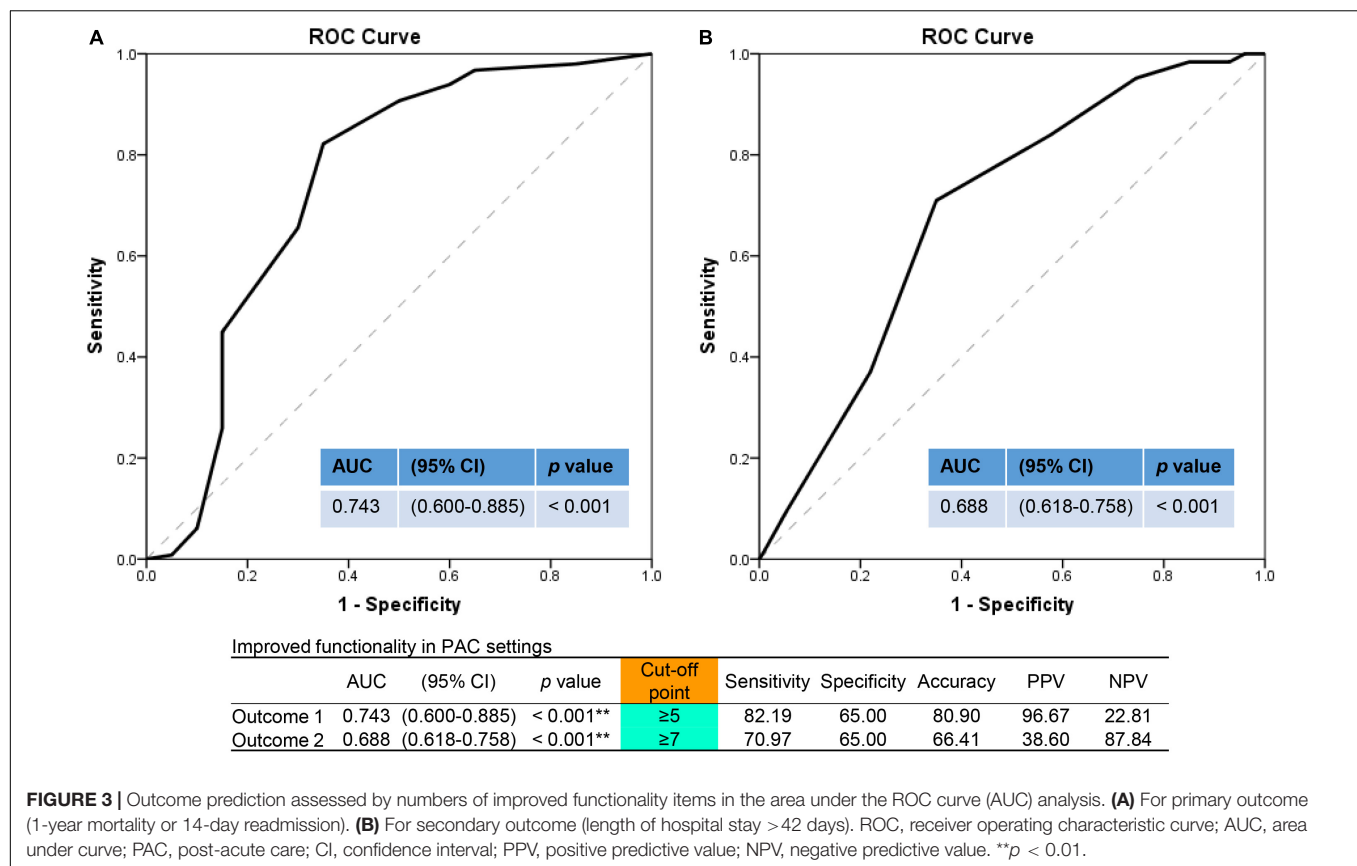 A
ROC Curve
1.0
0.8
0.6
0.4
0.2
0.0
0.0 0.2 0.4 0.6 0.8 1.0
Sensitivity
1 - Specificity
AUC (95% CI) p value
0.743 (0.600-0.885) < 0.001
B
ROC Curve
1.0
0.8
0.6
0.4
0.2
0.0
0.0 0.2 0.4 0.6 0.8 1.0
Sensitivity
1 - Specificity
AUC (95% CI) p value
0.688 (0.618-0.758) < 0.001
Improved functionality in PAC settings
AUC (95% CI) p value Cut-off point Sensitivity Specificity Accuracy PPV NPV
Outcome 1 0.743 (0.600-0.885) < 0.001** ≥5 82.19 65.00 80.90 96.67 22.81
Outcome 2 0.688 (0.618-0.758) < 0.001** ≥7 70.97 65.00 66.41 38.60 87.84
FIGURE 3 | Outcome prediction assessed by numbers of improved functionality items in the area under the ROC curve (AUC) analysis. (A) For primary outcome
(1-year mortality or 14-day readmission). (B) For secondary outcome (length of hospital stay >42 days). ROC, receiver operating characteristic curve; AUC, area
under curve; PAC, post-acute care; CI, confidence interval; PPV, positive predictive value; NPV, negative predictive value. **p < 0.01.